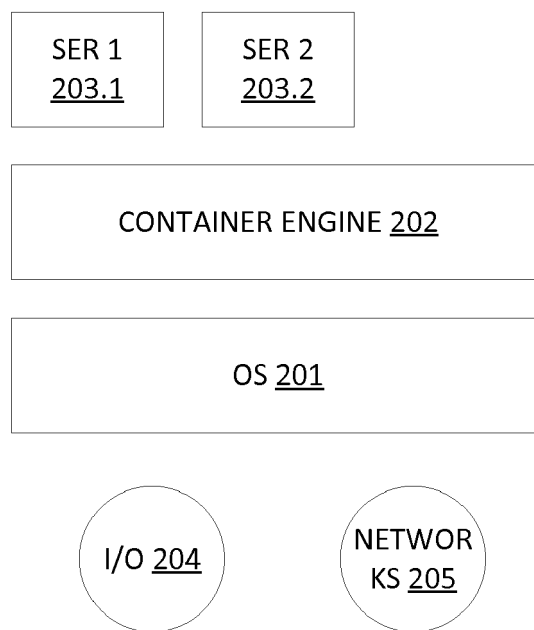 SER 1
203.1
SER 2
203.2
CONTAINER ENGINE 202
OS 201
I/O 204
NETWOR
KS 205